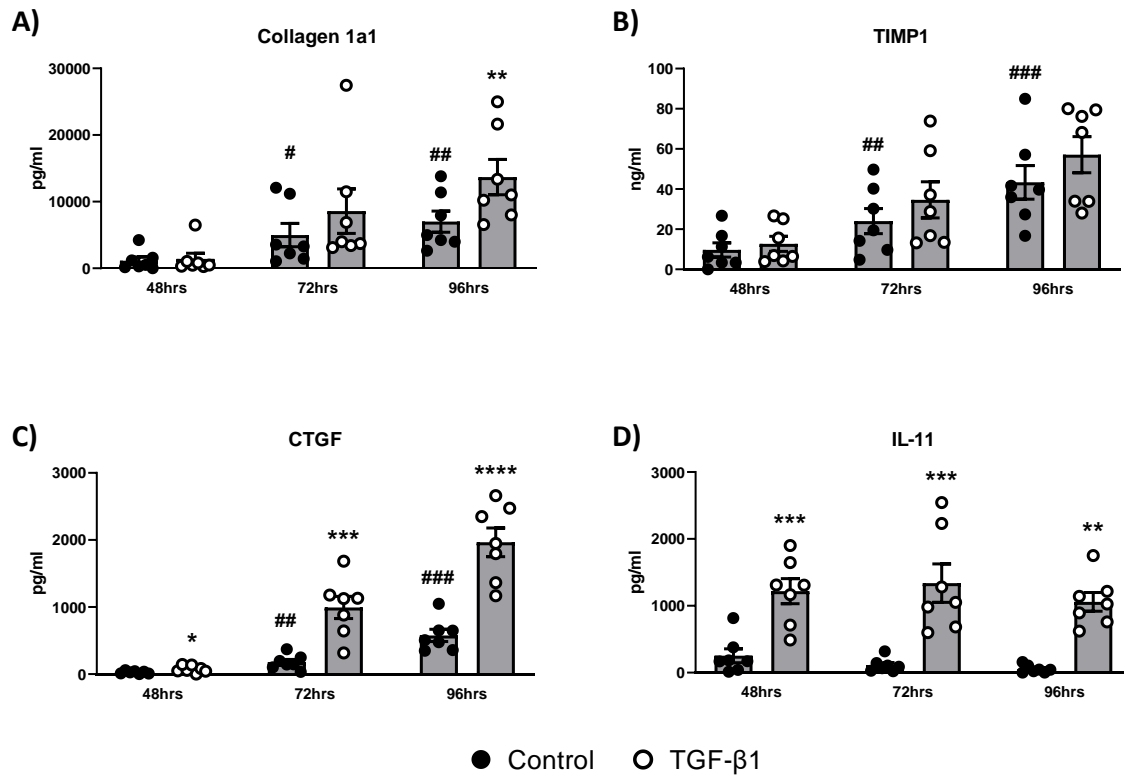 A)
Collagen 1a1
30000
20000
10000
0
pg/ml
#
##
**
48hrs 72hrs 96hrs
B)
TIMP1
100
80
60
40
20
0
ng/ml
##
###
48hrs 72hrs 96hrs
C)
CTGF
3000
2000
1000
0
pg/ml
*
##
***
###
****
48hrs 72hrs 96hrs
D)
IL-11
3000
2000
1000
0
pg/ml
***
***
**
48hrs 72hrs 96hrs
Control TGF-β1